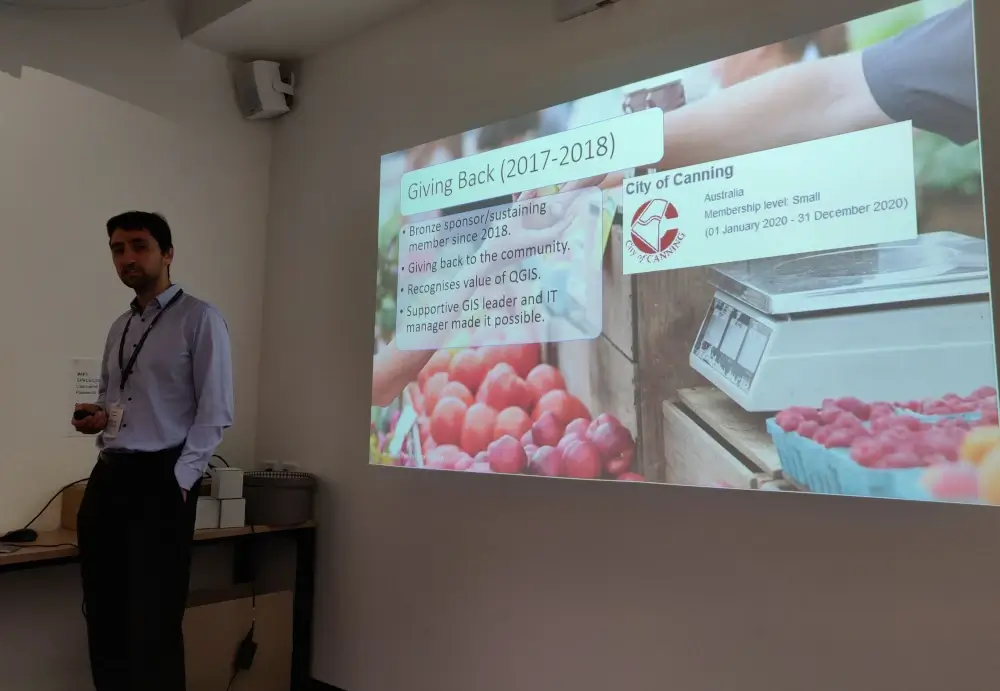 Giving Back (2017-2018)
• Bronze sponsor/sustaining
member since 2018.
• Giving back to the community.
• Recognises value of QGIS.
• Supportive GIS leader and IT
manager made it possible.
City of Canning
Australia
Membership level: Small
(01 January 2020 - 31 December 2020)
City of CANNING